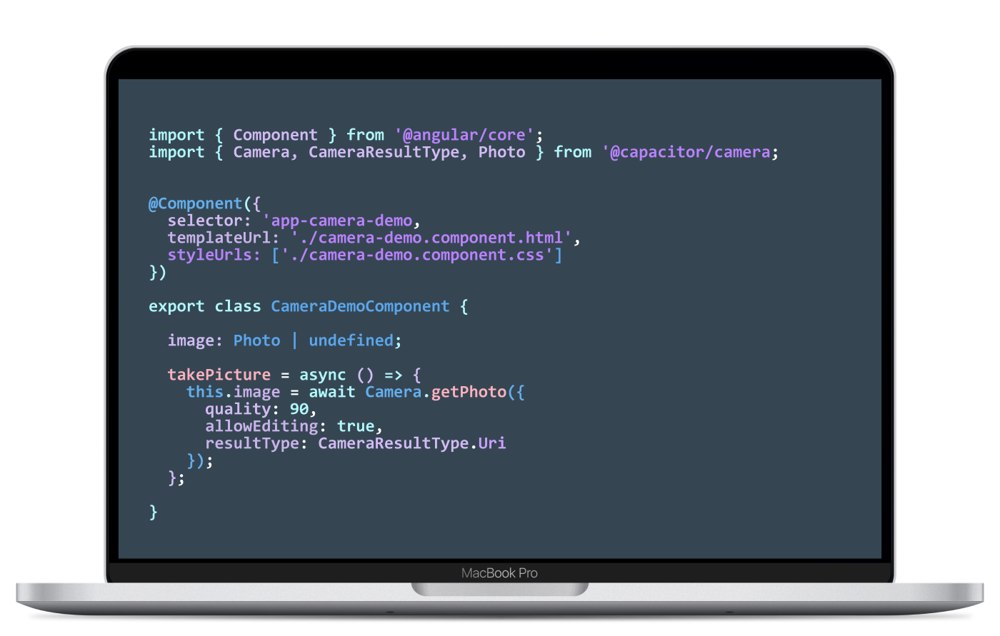 import { Component } from '@angular/core';
import { Camera, CameraResultType, Photo } from '@capacitor/camera;
@Component({
selector: 'app-camera-demo,
templateUrl: './camera-demo.component.html',
styleUrls: ['./camera-demo.component.css']
})
export class CameraDemoComponent {
image: Photo | undefined;
takePicture = async () => {
this.image = await Camera.getPhoto({
quality: 90,
allowEditing: true,
resultType: CameraResultType.Uri
});
};
}
MacBook Pro